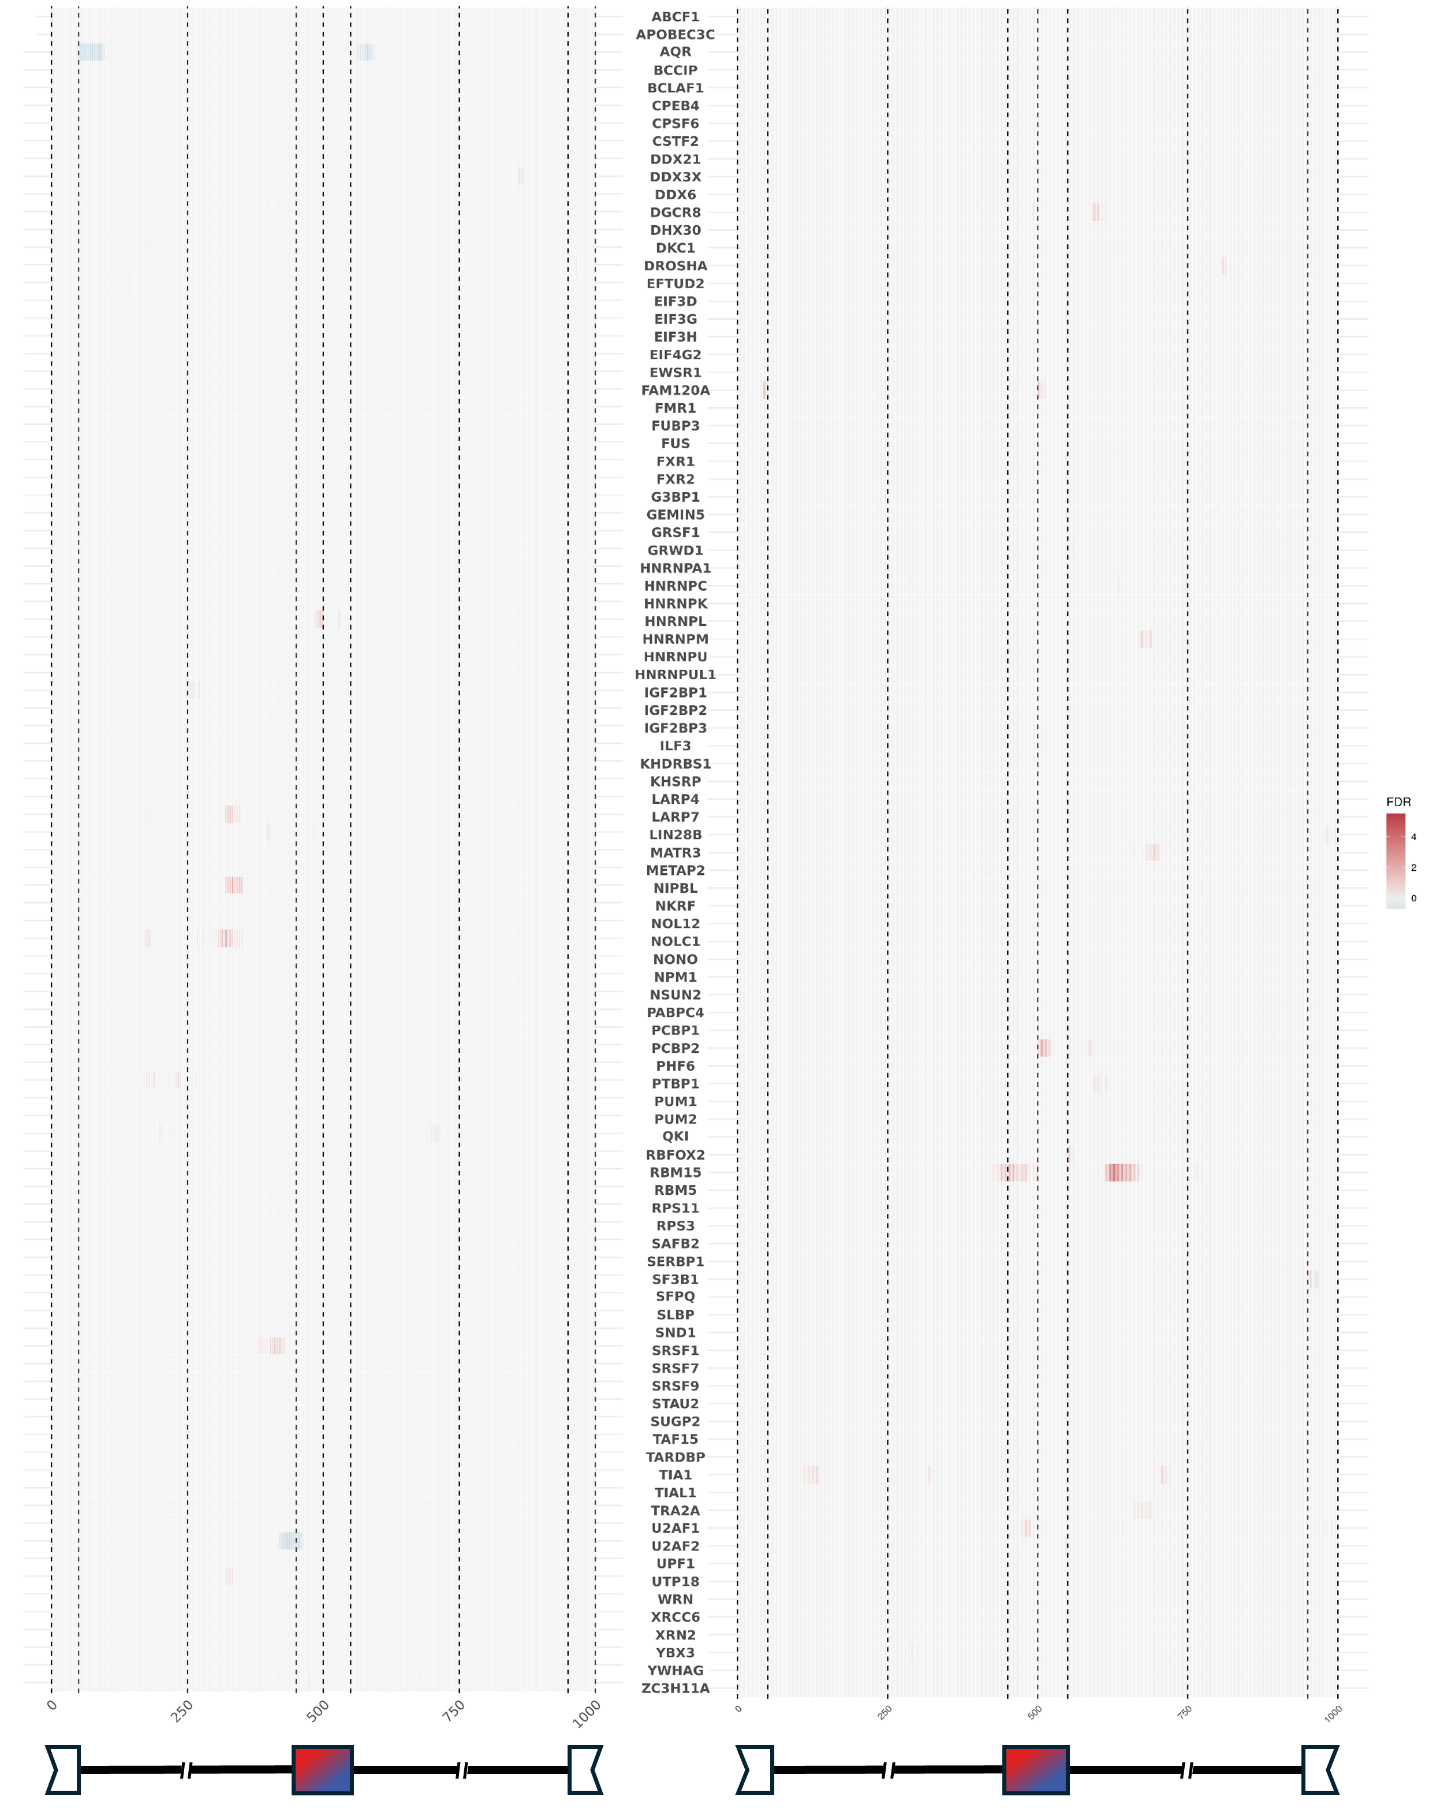 ABCF1
APOBEC3C
AQR
BCCIP
BCLAF1
CPEB4
CPSF6
CSTF2
DDX21
DDX3X
DDX6
DGCR8
DHX30
DKC1
DROSHA
EFTUD2
EIF3D
EIF3G
EIF3H
EIF4G2
EWSR1
FAM120A
FMR1
FUBP3
FUS
FXR1
FXR2
G3BP1
GEMIN5
GRSF1
GRWD1
HNRNPA1
HNRNPC
HNRNPK
HNRNPL
HNRNPM
HNRNPU
HNRNPUL1
IGF2BP1
IGF2BP2
IGF2BP3
ILF3
KHDRBS1
KHSRP
LARP4
FDR
LARP7
LIN28B
4
MATR3
METAP2
2
NIPBL
NKRF
0
NOL12
NOLC1
NONO
NPM1
NSUN2
PABPC4
PCBP1
PCBP2
PHF6
PTBP1
PUM1
PUM2
QKI
RBFOX2
RBM15
RBM5
RPS11
RPS3
SAFB2
SERBP1
SF3B1
SFPQ
SLBP
SND1
SRSF1
SRSF7
SRSF9
STAU2
SUGP2
TAF15
TARDBP
TIA1
TIAL1
TRA2A
U2AF1
U2AF2
UPF1
UTP18
WRN
XRCC6
XRN2
YBX3
YWHAG
ZC3H11A
0 250 500 750 1000 0 250 500 750 1000